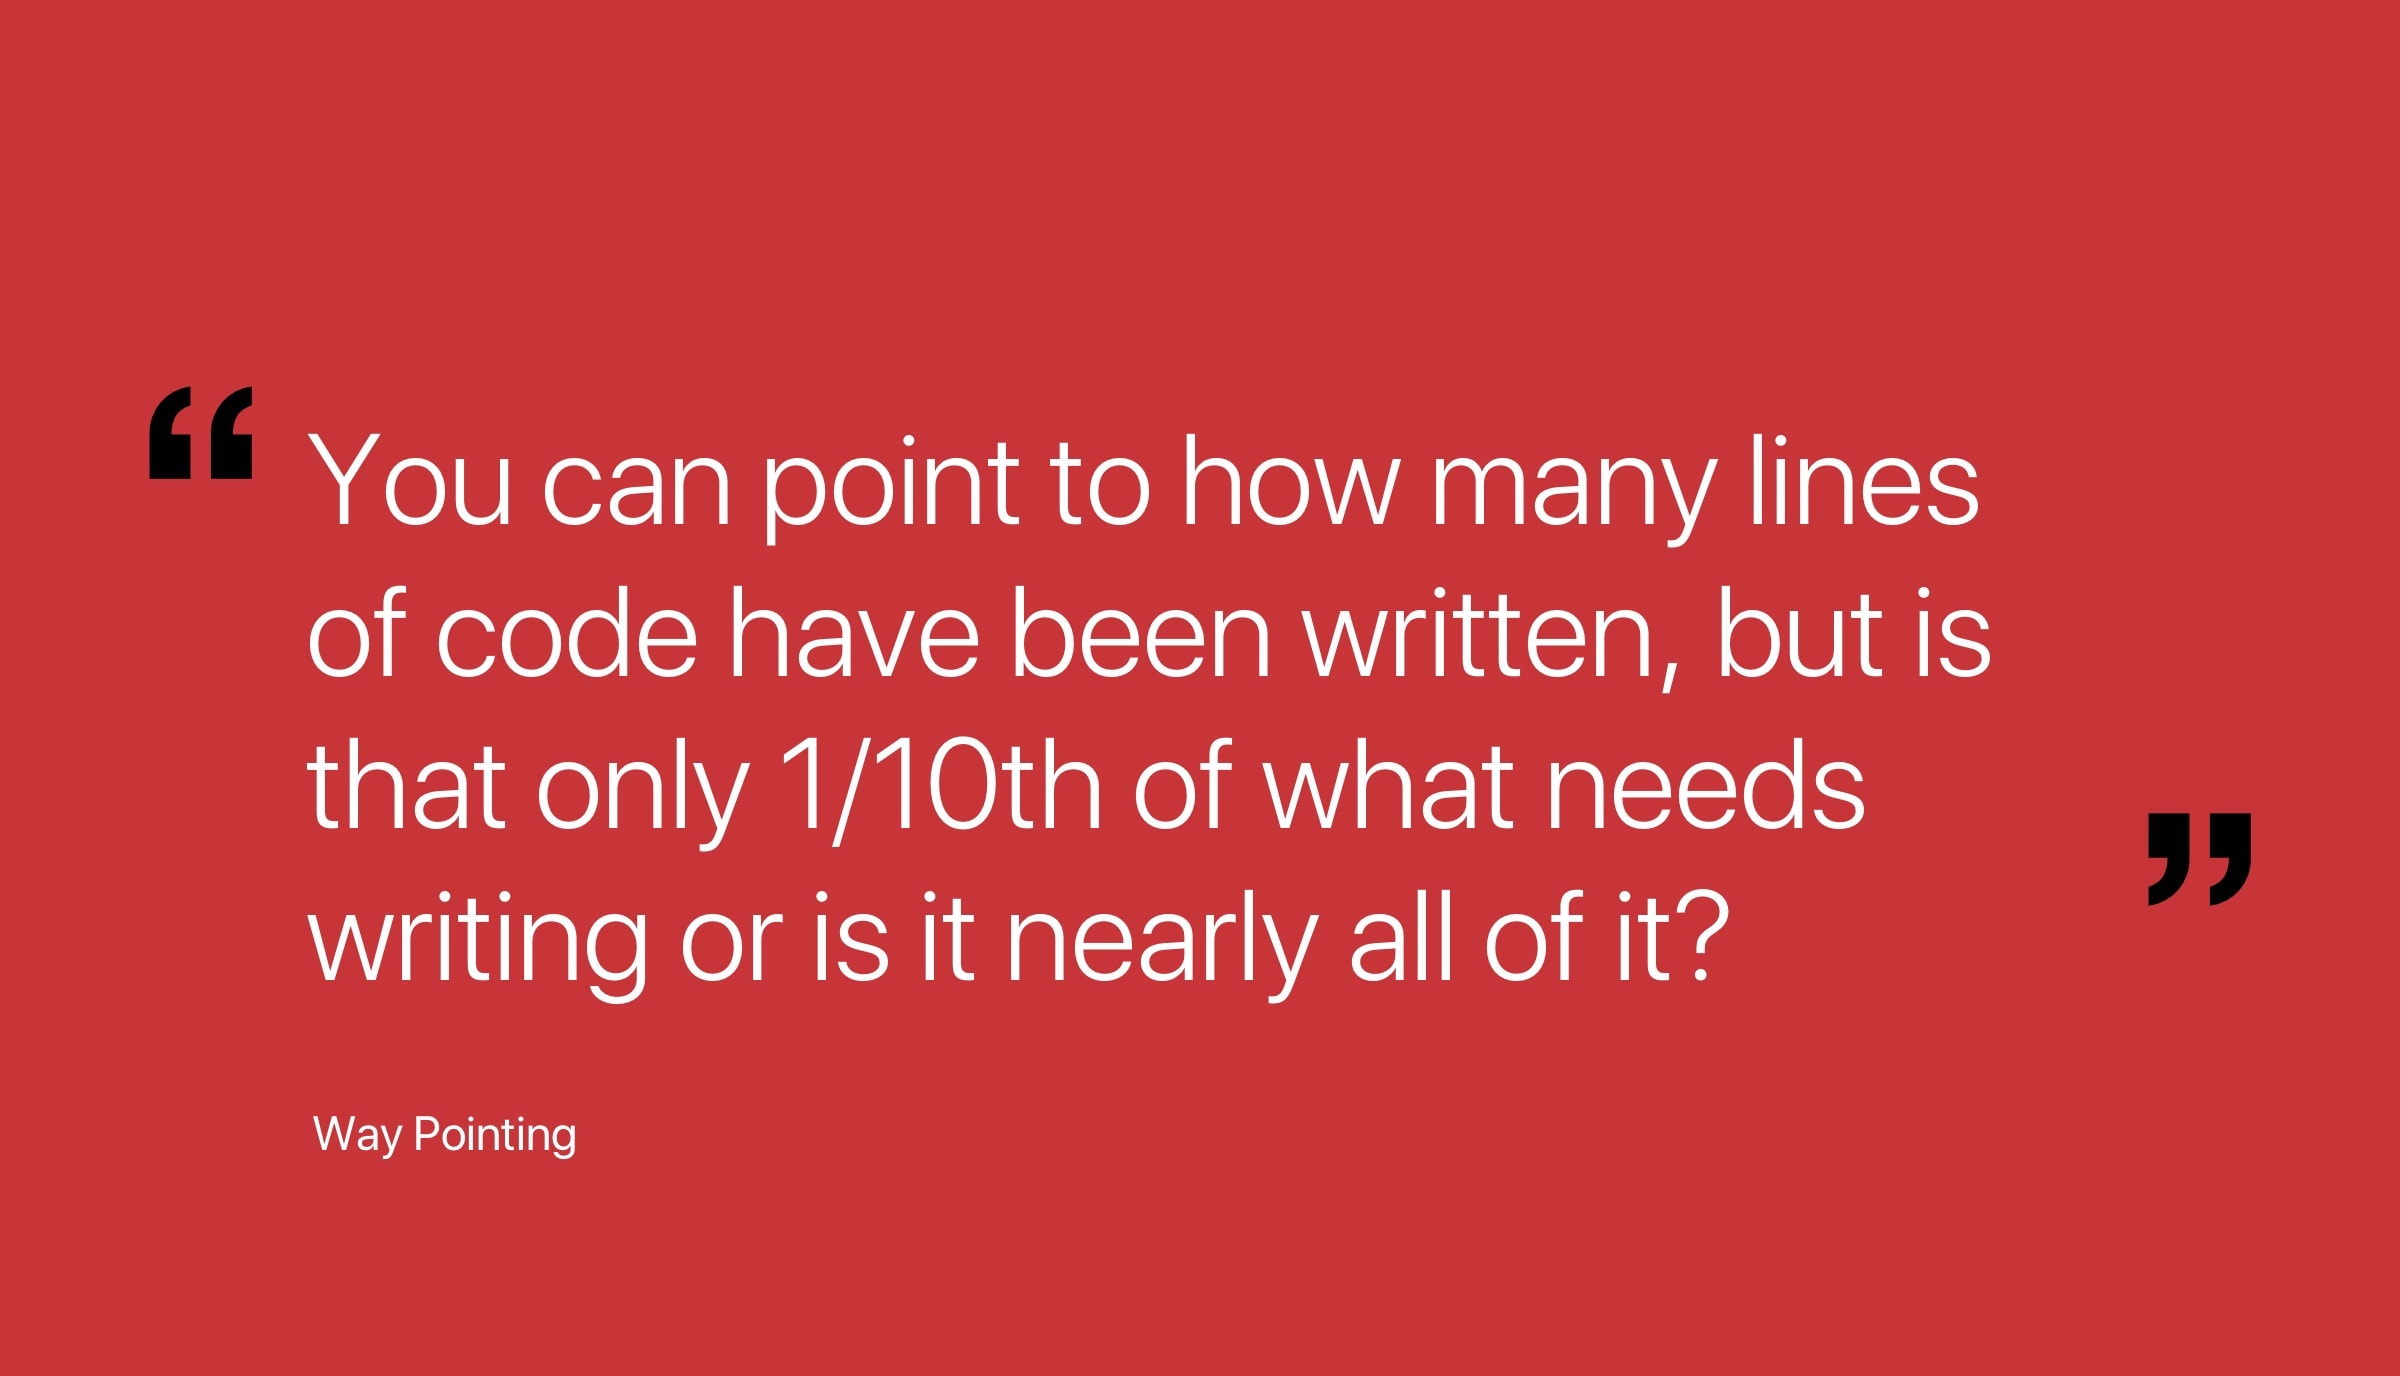 “ You can point to how many lines
of code have been written, but is
that only 1/10th of what needs
writing or is it nearly all of it? ”
Way Pointing